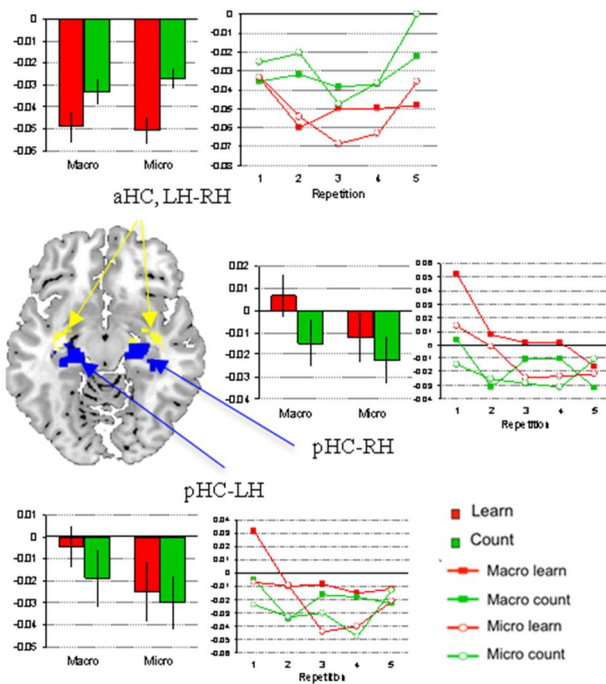 0
-0.01
-0.02
-0.03
-0.04
-0.05
-0.06
Macro Micro
0
-0.01
-0.02
-0.03
-0.04
-0.05
-0.06
-0.07
-0.08
1 2 3 4 5
Repetition
aHC, LH-RH
0.02
0.01
0
-0.01
-0.02
-0.03
-0.04
Macro Micro
0.06
0.05
0.04
0.03
0.02
0.01
0
-0.01
-0.02
-0.03
-0.04
1 2 3 4 5
Repetition
pHC-RH
pHC-LH
0.01
0
-0.01
-0.02
-0.03
-0.04
-0.05
Macro Micro
0.04
0.03
0.02
0.01
0
-0.01
-0.02
-0.03
-0.04
-0.05
-0.06
1 2 3 4 5
Repetition
Learn
Count
Macro learn
Macro count
Micro learn
Micro count